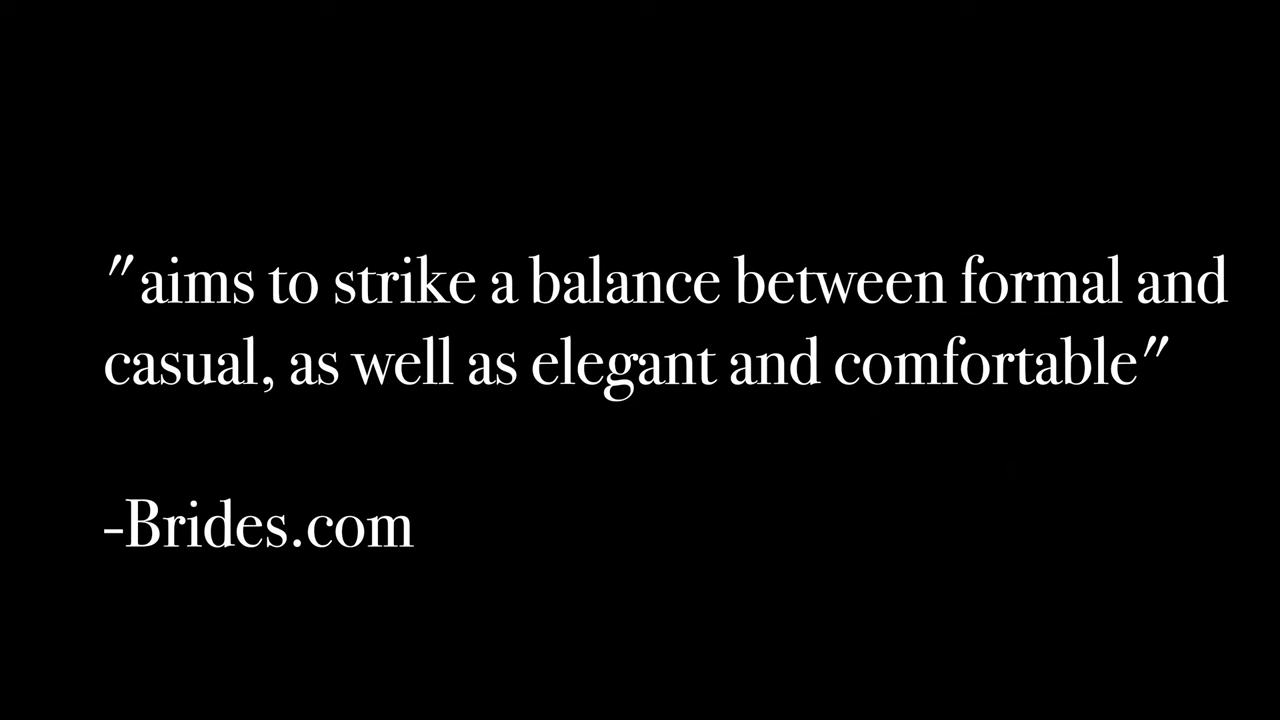 "aims to strike a balance between formal and
casual, as well as elegant and comfortable"
-Brides.com